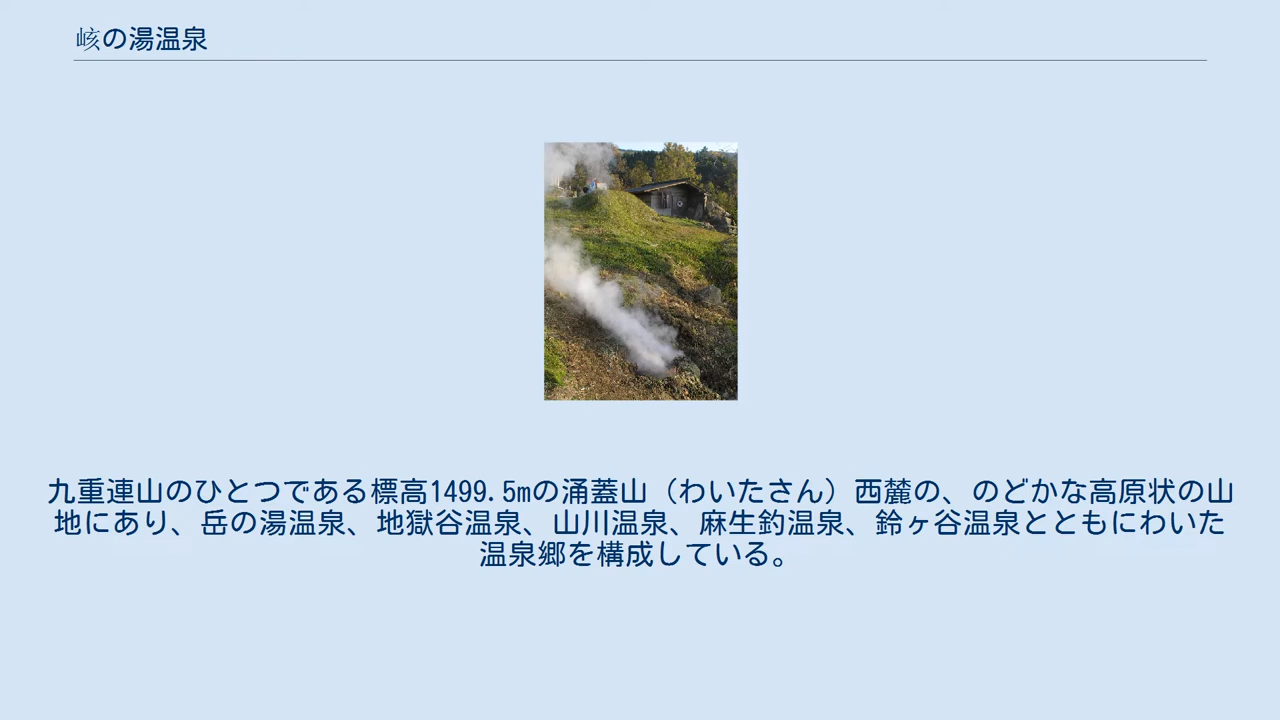 峐の湯温泉
九重連山のひとつである標高1499.5mの涌蓋山（わいたさん）西麓の、のどかな高原状の山
地にあり、岳の湯温泉、地獄谷温泉、山川温泉、麻生釣温泉、鈴ヶ谷温泉とともにわいた
温泉郷を構成している。